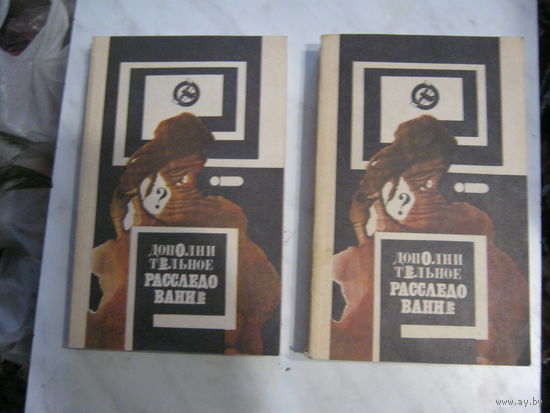 ?
ДОПОЛНИ
ТЕЛЬНОЕ
РАССЛЕДО
ВАНИЕ
?
ДОПОЛНИ
ТЕЛЬНОЕ
РАССЛЕДО
ВАНИЕ
© www.ay.by